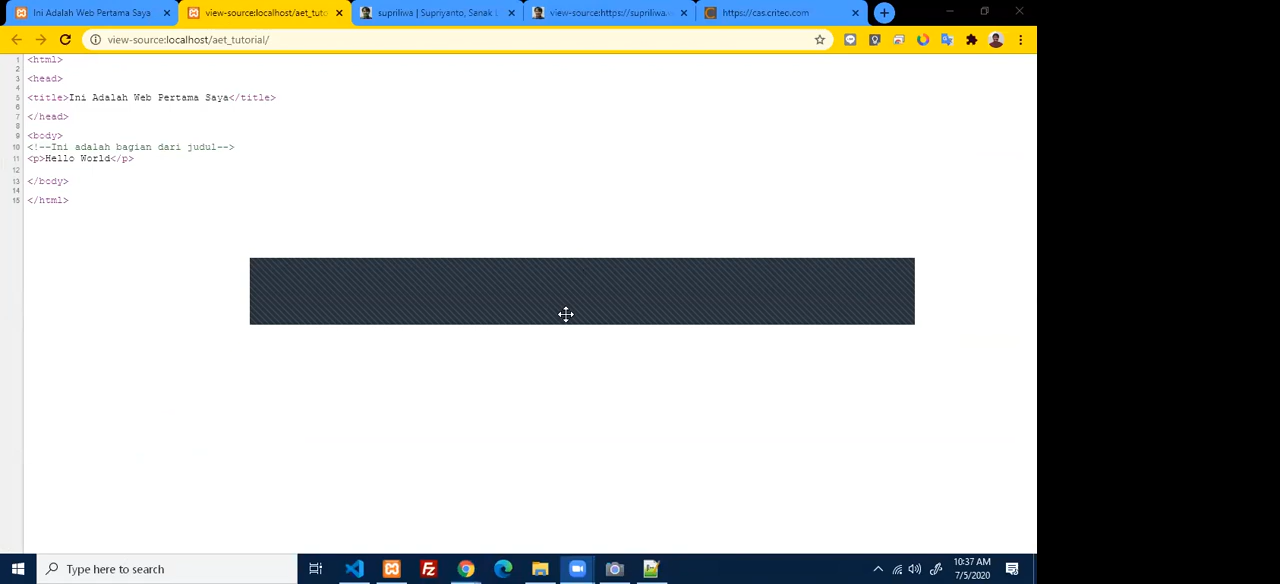 Ini Adalah Web Pertama Saya
view-source:localhost/aet_tuto
supriliwa | Supriyanto, Sanak L
view-source:https://supriliwa.
https://cas.criteo.com
view-source:localhost/aet_tutorial/
1 <html>
2
3 <head>
4
5 <title>Ini Adalah Web Pertama Saya</title>
6
7 </head>
8
9 <body>
10 <!--Ini adalah bagian dari judul-->
11 <p>Hello World</p>
12
13 </body>
14
15 </html>
Type here to search
10:37 AM
7/5/2020